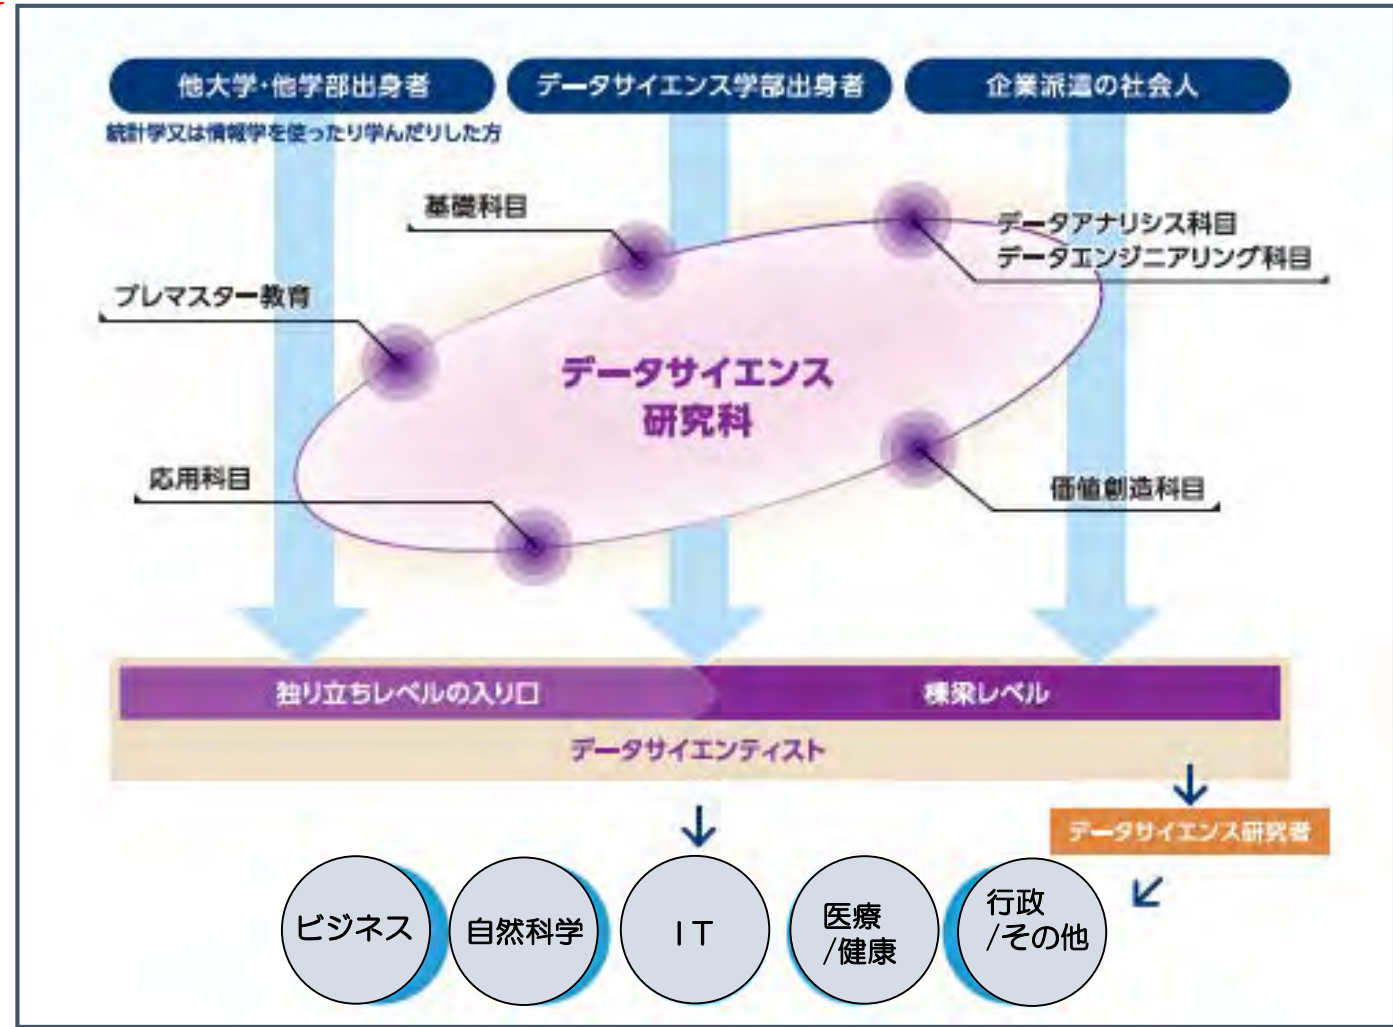 他大学・他学部出身者
データサイエンス学部出身者
企業派遣の社会人
統計学又は情報学を使ったり学んだりした方
基礎科目
データアナリシス科目
データエンジニアリング科目
プレマスター教育
データサイエンス
研究科
応用科目
価値創造科目
独り立ちレベルの入り口
棟梁レベル
データサイエンティスト
データサイエンス研究者
ビジネス
自然科学
IT
医療
/健康
行政
/その他